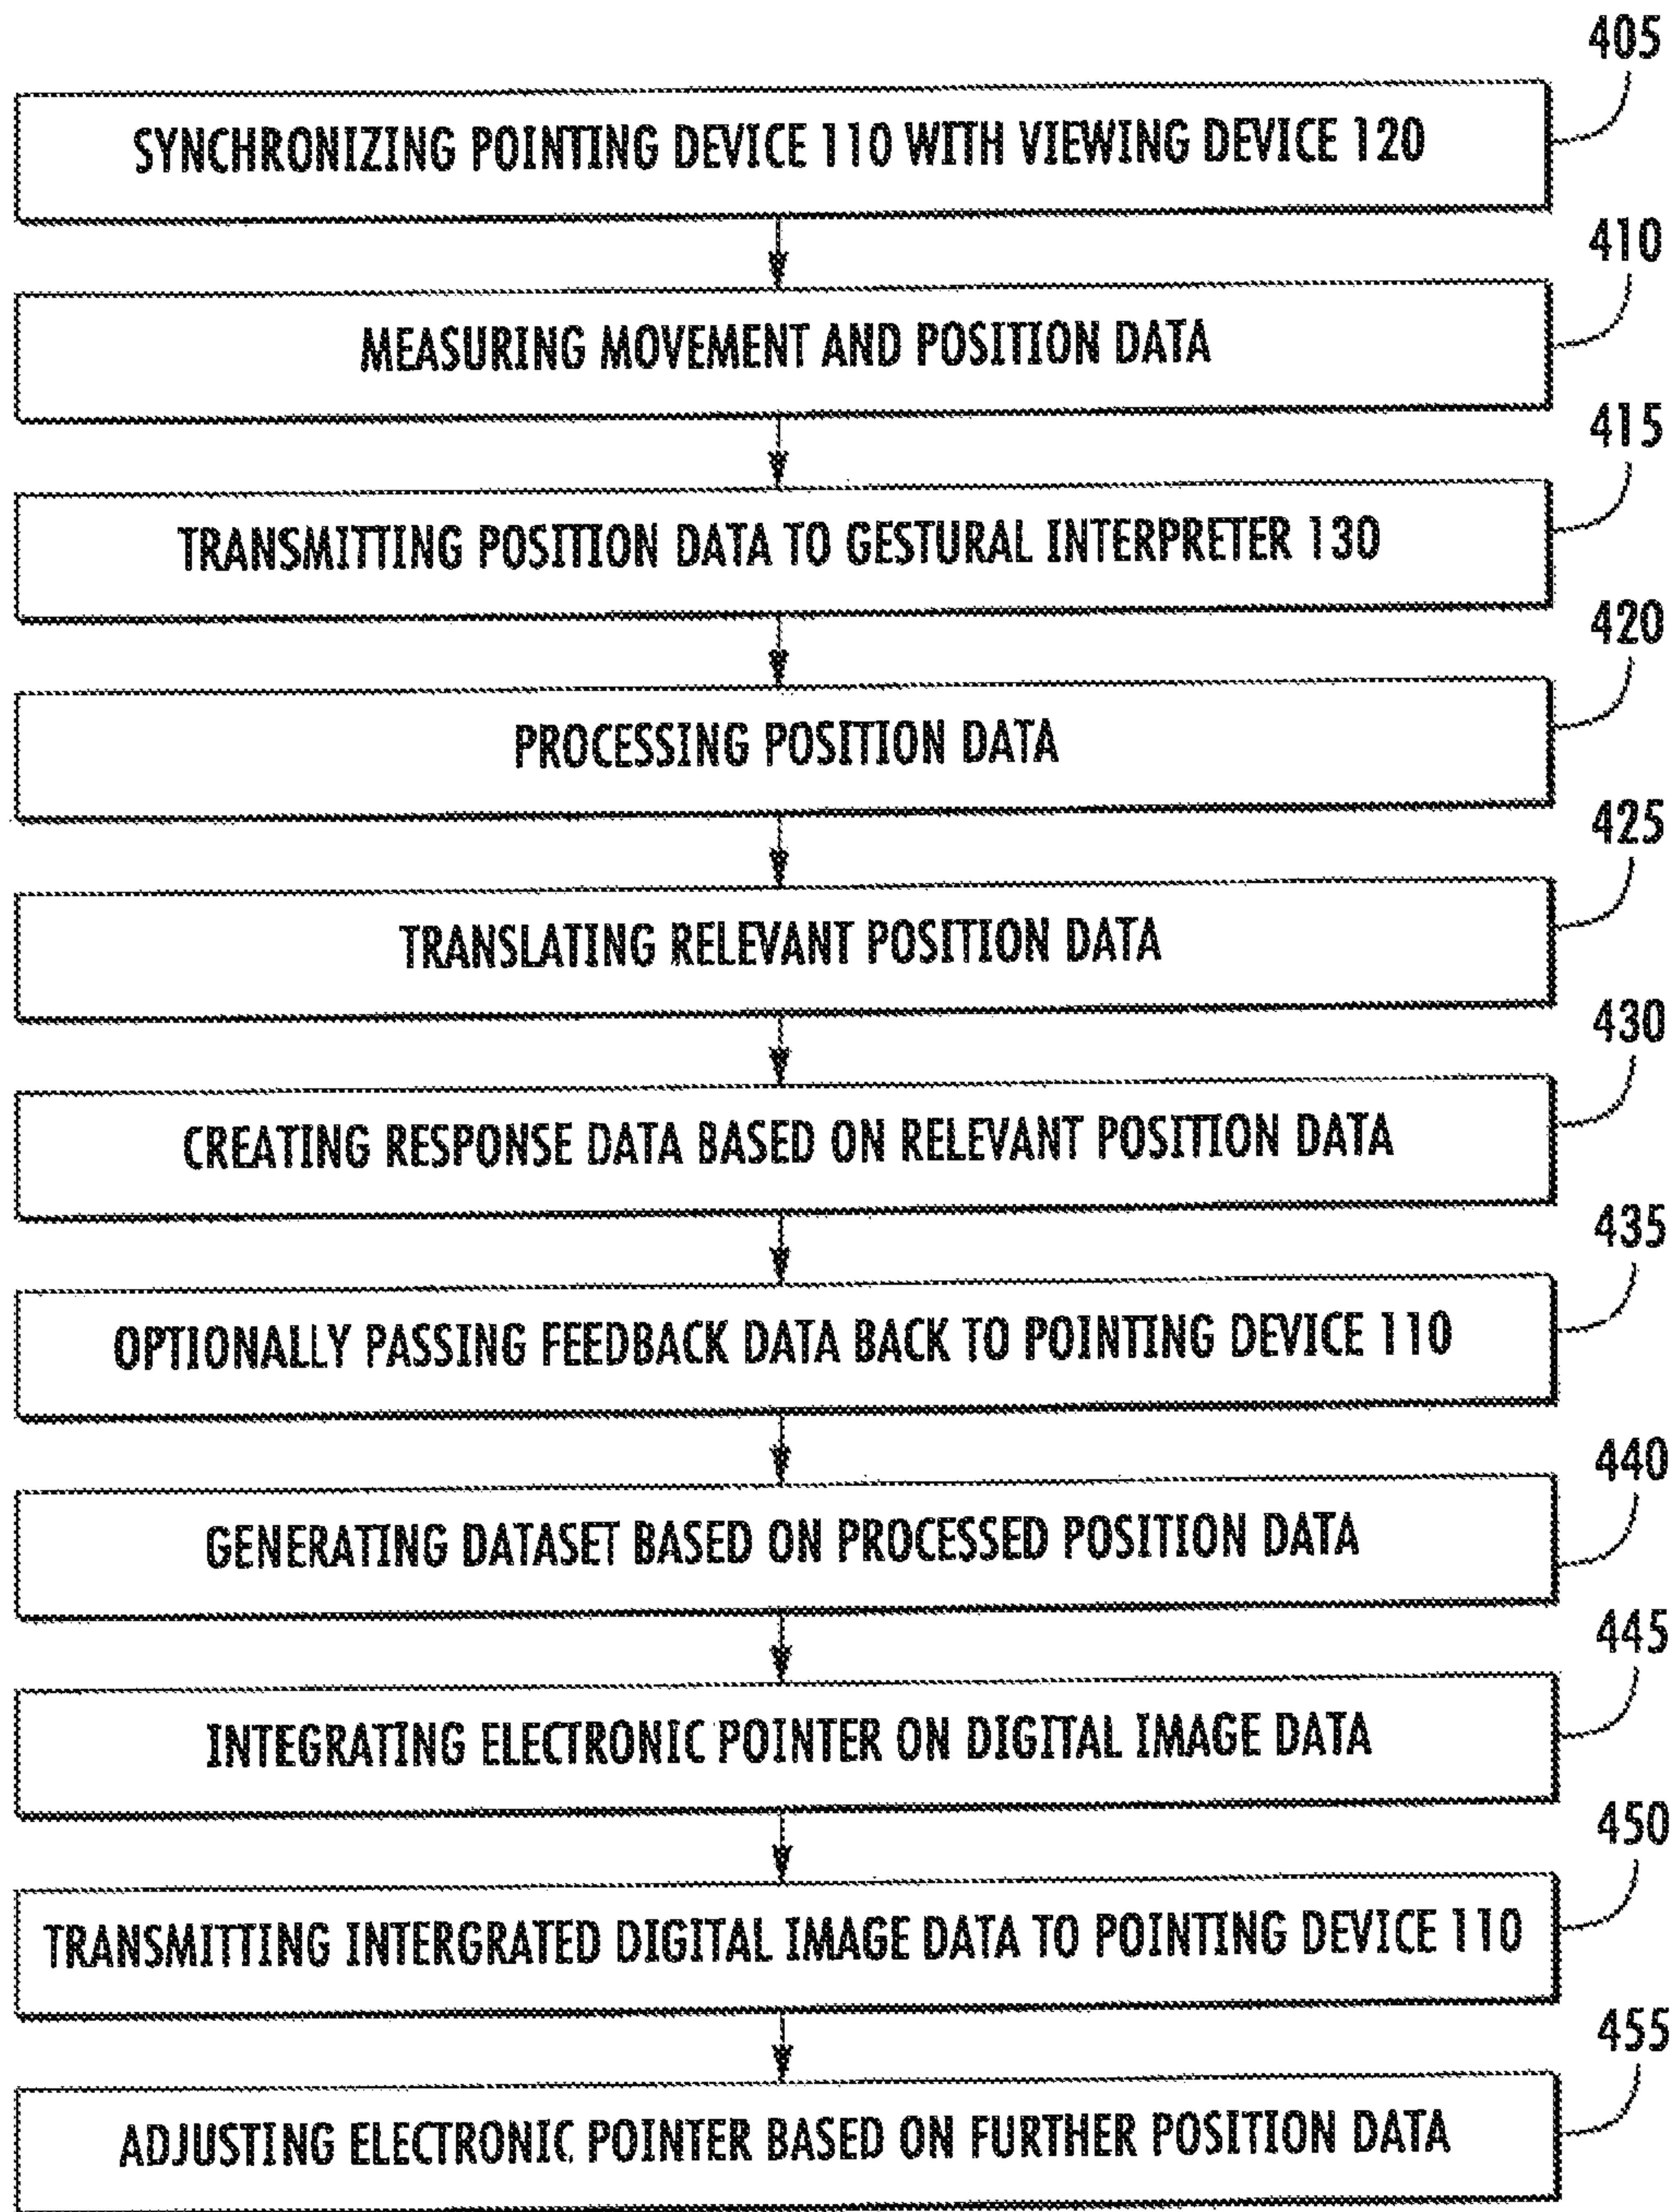 405
SYNCHRONIZING POINTING DEVICE 110 WITH VIEWING DEVICE 120
410
MEASURING MOVEMENT AND POSITION DATA
415
TRANSMITTING POSITION DATA TO GESTURAL INTERPRETER 130
420
PROCESSING POSITION DATA
425
TRANSLATING RELEVANT POSITION DATA
430
CREATING RESPONSE DATA BASED ON RELEVANT POSITION DATA
435
OPTIONALLY PASSING FEEDBACK DATA BACK TO POINTING DEVICE 110
440
GENERATING DATASET BASED ON PROCESSED POSITION DATA
445
INTEGRATING ELECTRONIC POINTER ON DIGITAL IMAGE DATA
450
TRANSMITTING INTERGRATED DIGITAL IMAGE DATA TO POINTING DEVICE 110
455
ADJUSTING ELECTRONIC POINTER BASED ON FURTHER POSITION DATA